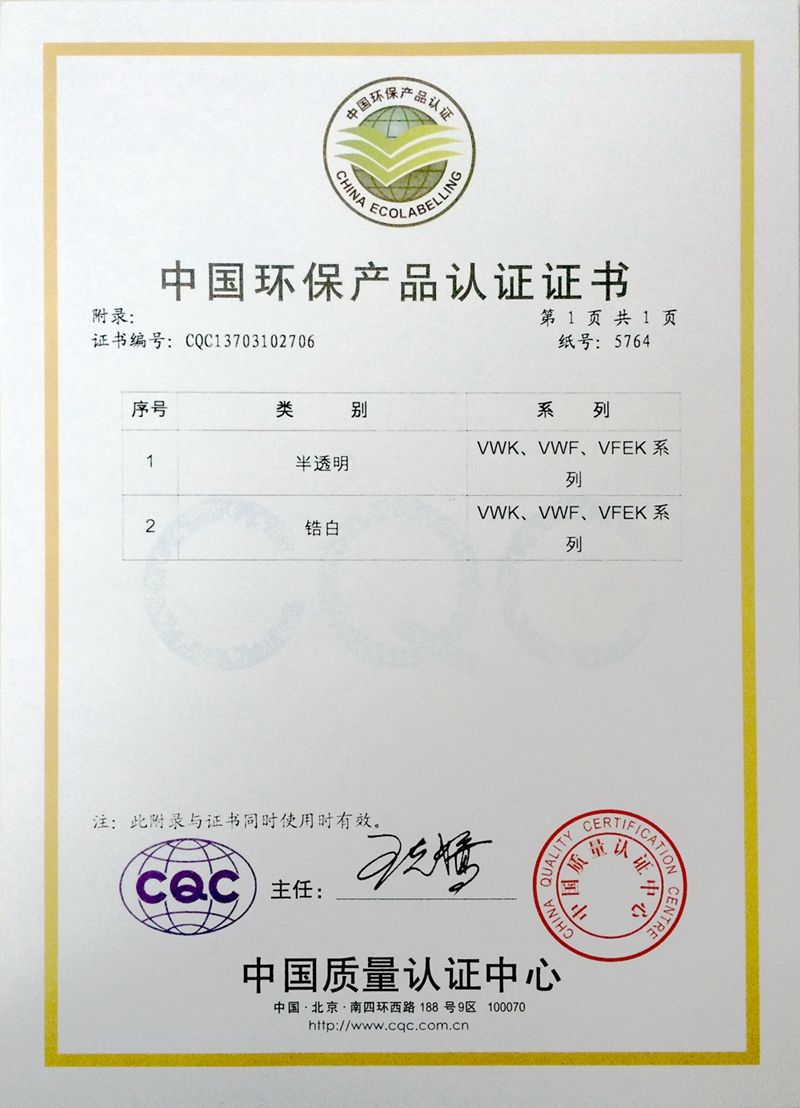 中国环保产品认证
CHINA ECOLABELLING
中国环保产品认证证书
附录: 第 1 页 共 1 页
证书编号: CQC13703102706 纸号: 5764
序号 类 别 系 列
1 半透明 VWK、VWF、VFEK 系
列
2 锆白 VWK、VWF、VFEK 系
列
CQC
注: 此附录与证书同时使用时有效。
CQC
主任:
CHINA QUALITY CERTIFICATION CENTRE
中国质量认证中心
中国质量认证中心
中国·北京·南四环西路 188 号9区 100070
http://www.cqc.com.cn